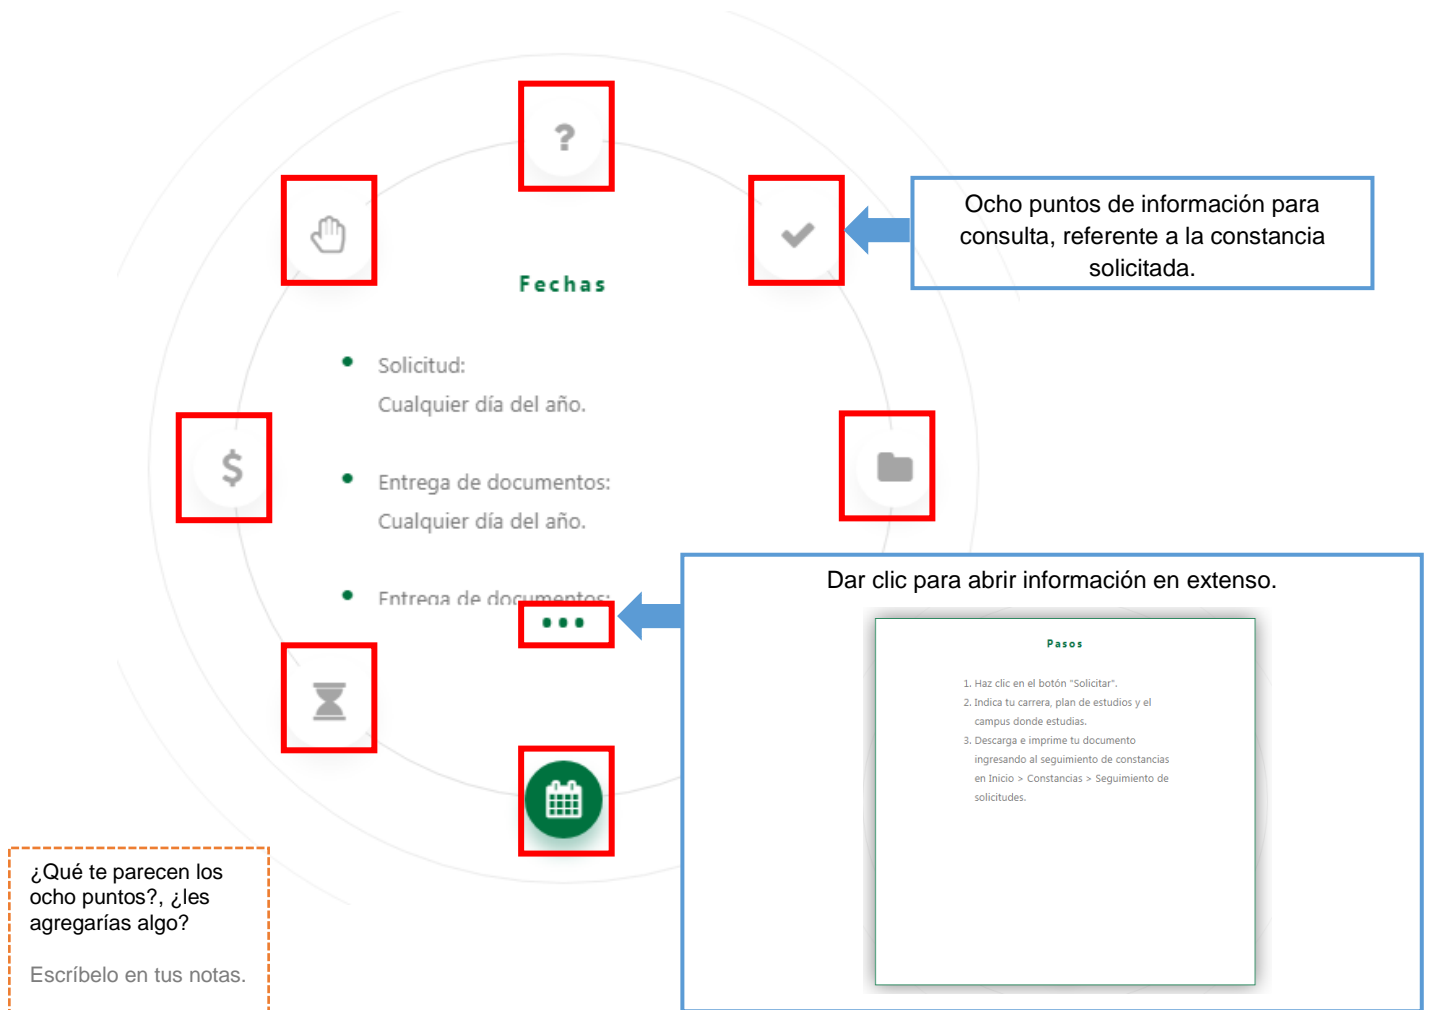 ?
Ocho puntos de información para
consulta, referente a la constancia
solicitada.
Fechas
• Solicitud:
Cualquier día del año.
$
• Entrega de documentos:
Cualquier día del año.
• Entrega de documentos:
•••
Dar clic para abrir información en extenso.
Pasos
1. Haz clic en el botón "Solicitar".
2. Indica tu carrera, plan de estudios y el
campus donde estudias.
3. Descarga e imprime tu documento
ingresando al seguimiento de constancias
en Inicio > Constancias > Seguimiento de
solicitudes.
¿Qué te parecen los
ocho puntos?, ¿les
agregarías algo?
Escríbelo en tus notas.